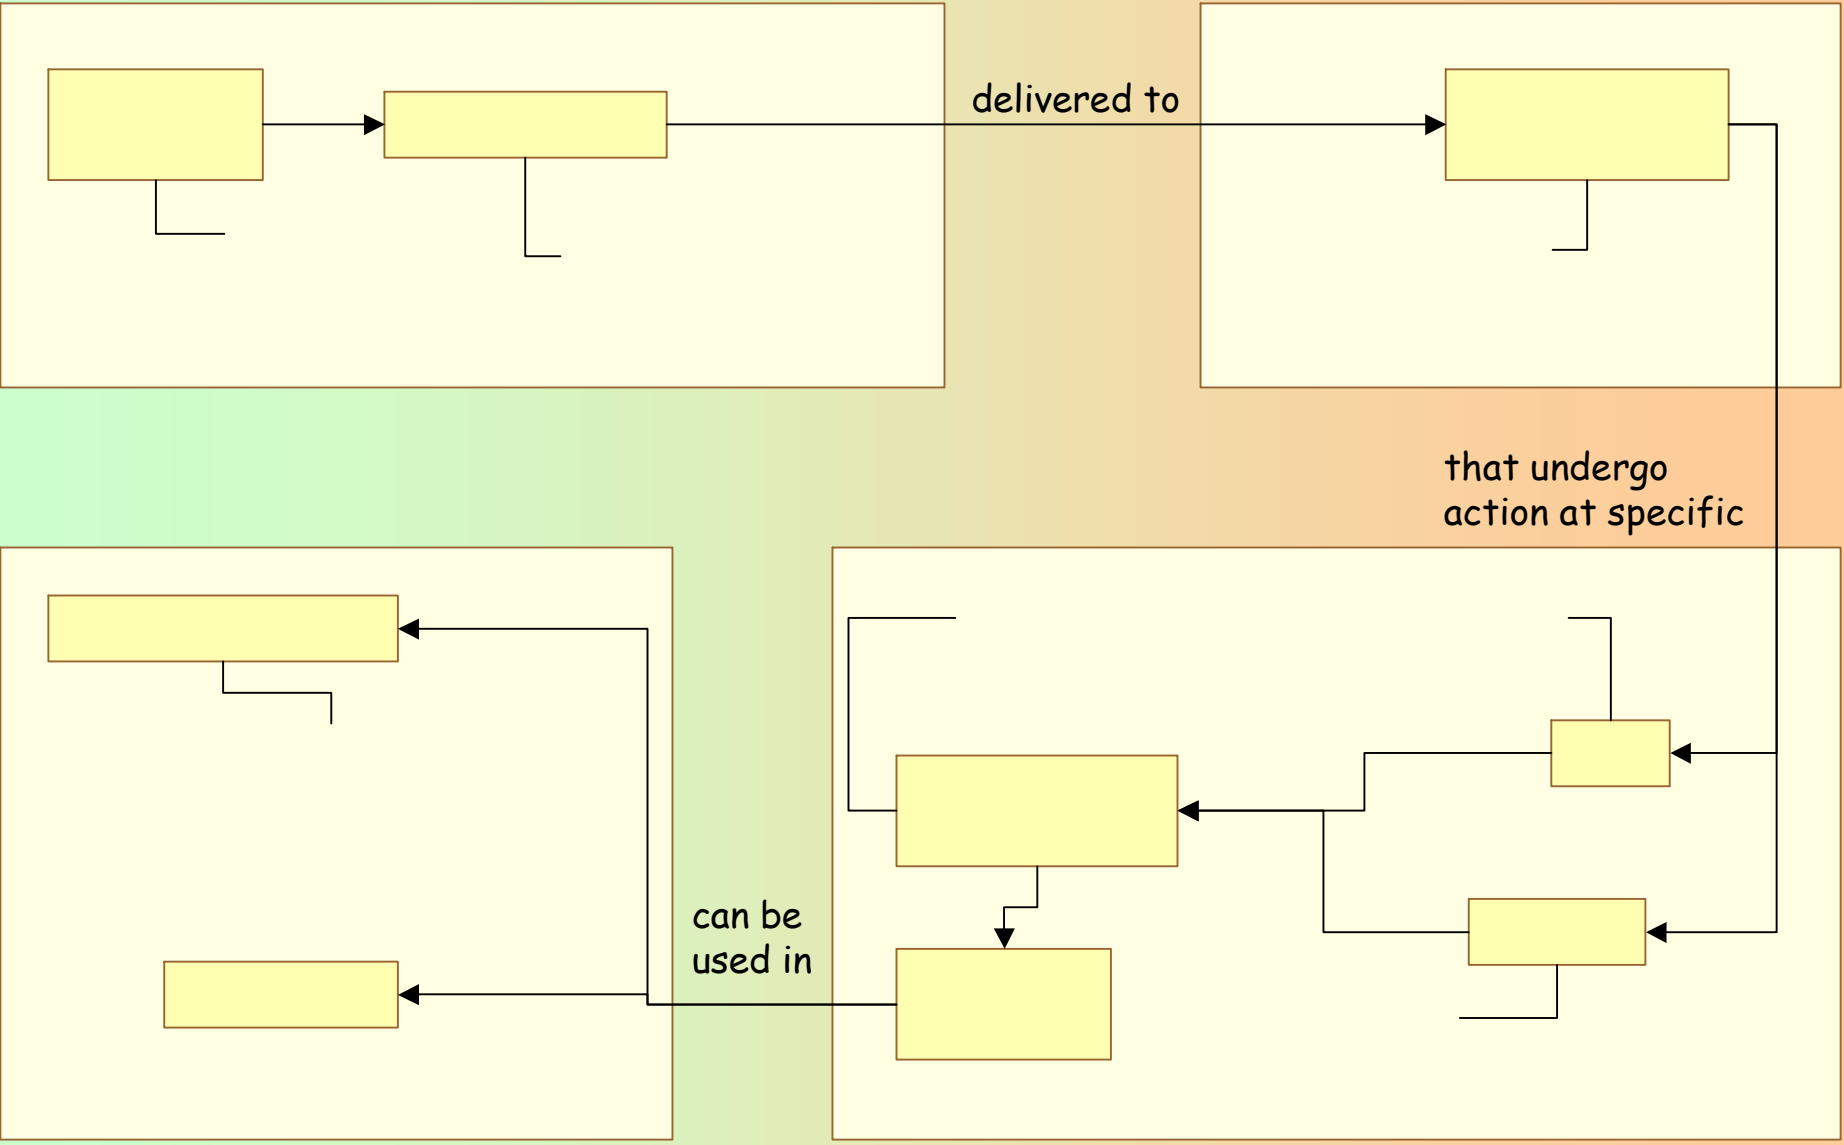 delivered to
that undergo
action at specific
can be
used in